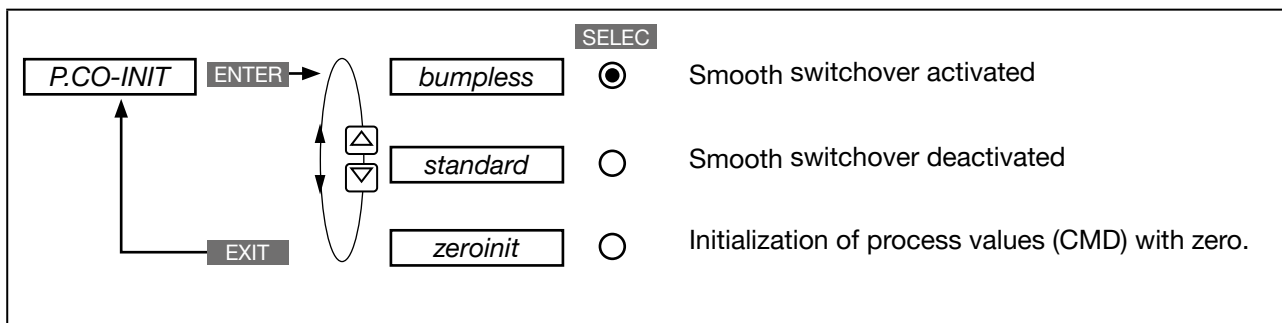 SELEC
P.CO-INIT ENTER bumpless Smooth switchover activated
standard Smooth switchover deactivated
EXIT zeroinit Initialization of process values (CMD) with zero.